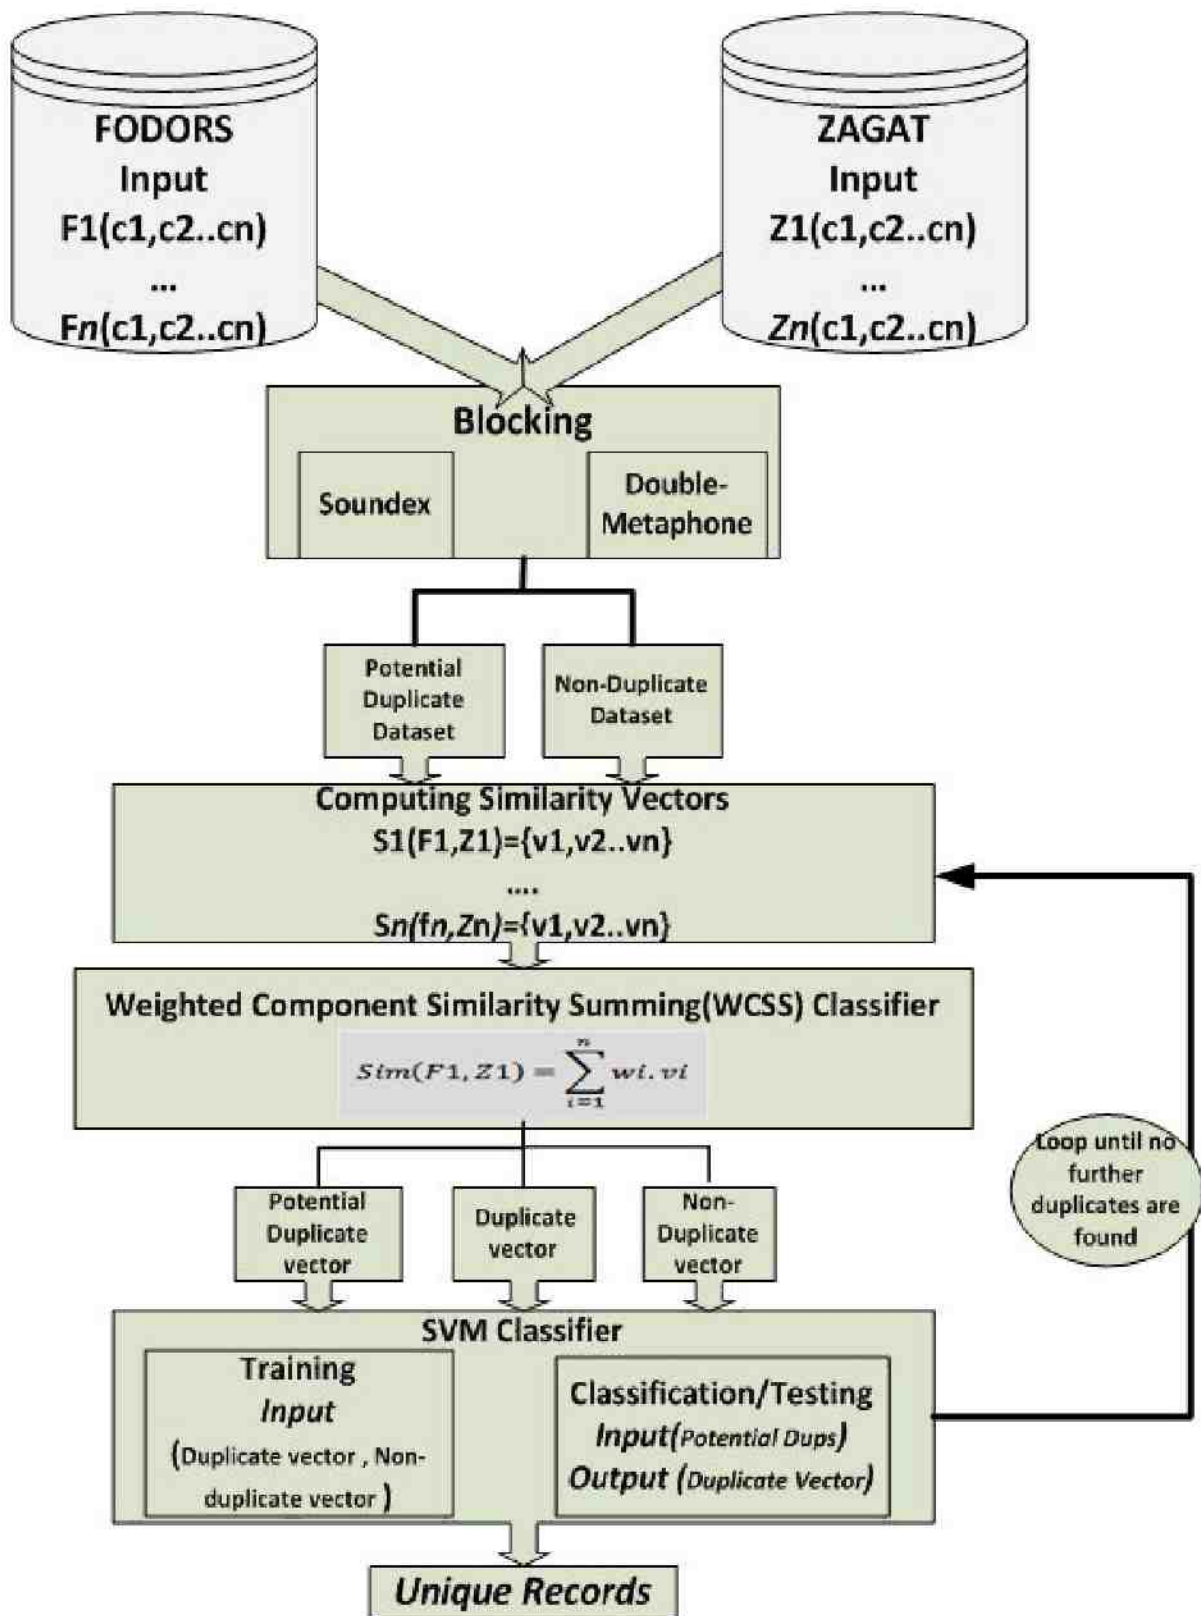 FODORS
Input
F1(c1,c2..cn)
...
Fn(c1,c2..cn)
ZAGAT
Input
Z1(c1,c2..cn)
...
Zn(c1,c2..cn)
Blocking
Soundex
Double-
Metaphone
Potential
Duplicate
Dataset
Non-Duplicate
Dataset
Computing Similarity Vectors
S1(F1,Z1)={v1,v2..vn}
....
Sn(fn,Zn)={v1,v2..vn}
Weighted Component Similarity Summing(WCSS) Classifier
Sim(F1, Z1) = \sum_{i=1}^{n} wi. vi
Potential
Duplicate
vector
Duplicate
vector
Non-
Duplicate
vector
Loop until no
further
duplicates are
found
SVM Classifier
Training
Input
(Duplicate vector , Non-
duplicate vector )
Classification/Testing
Input(Potential Dups)
Output (Duplicate Vector)
Unique Records